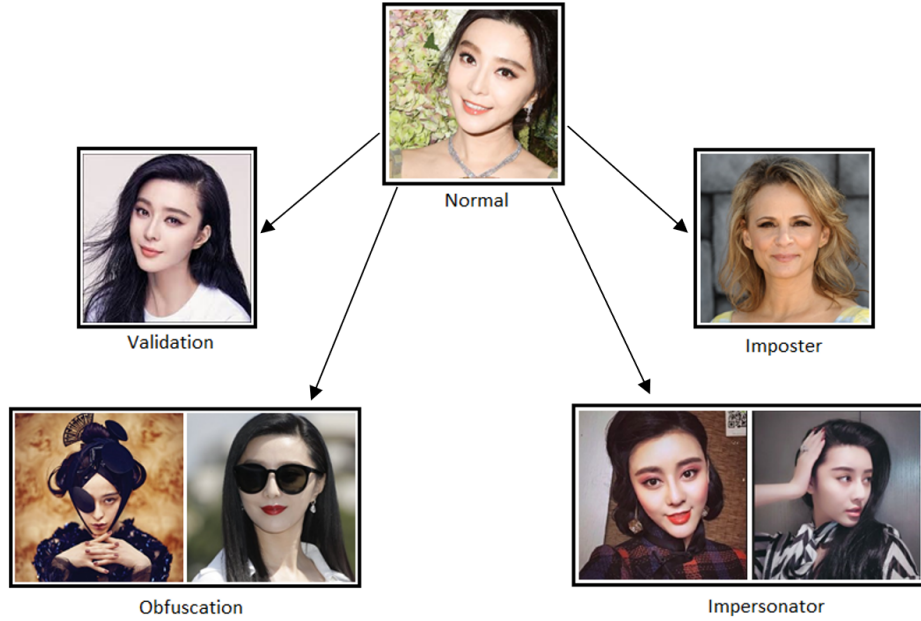 Normal
Validation
Imposter
Obfuscation
Impersonator